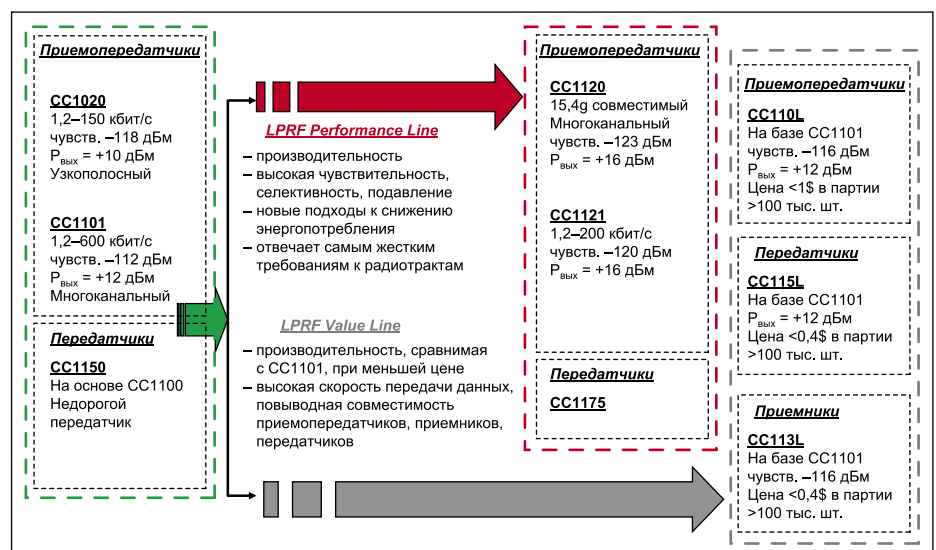 Приемопередатчики
CC1020
1,2–150 кбит/с
чувств. –118 дБм
Pвых = +10 дБм
Узкополосный
CC1101
1,2–600 кбит/с
чувств. –112 дБм
Pвых = +12 дБм
Многоканальный
Передатчики
CC1150
На основе CC1100
Недорогой
передатчик
LPRF Performance Line
– производительность
– высокая чувствительность,
селективность, подавление
– новые подходы к снижению
энергопотребления
– отвечает самым жестким
требованиям к радиотрактам
LPRF Value Line
– производительность, сравнимая
с CC1101, при меньшей цене
– высокая скорость передачи данных,
повыводная совместимость
приемопередатчиков, приемников,
передатчиков
Приемопередатчики
CC1120
15,4g совместимый
Многоканальный
чувств. –123 дБм
Pвых = +16 дБм
CC1121
1,2–200 кбит/с
чувств. –120 дБм
Pвых = +16 дБм
Передатчики
CC1175
Приемопередатчики
CC110L
На базе CC1101
чувств. –116 дБм
Pвых = +12 дБм
Цена <1$ в партии
>100 тыс. шт.
Передатчики
CC115L
На базе CC1101
Pвых = +12 дБм
Цена <0,4$ в партии
>100 тыс. шт.
Приемники
CC113L
На базе CC1101
чувств. –116 дБм
Цена <0,4$ в партии
>100 тыс. шт.